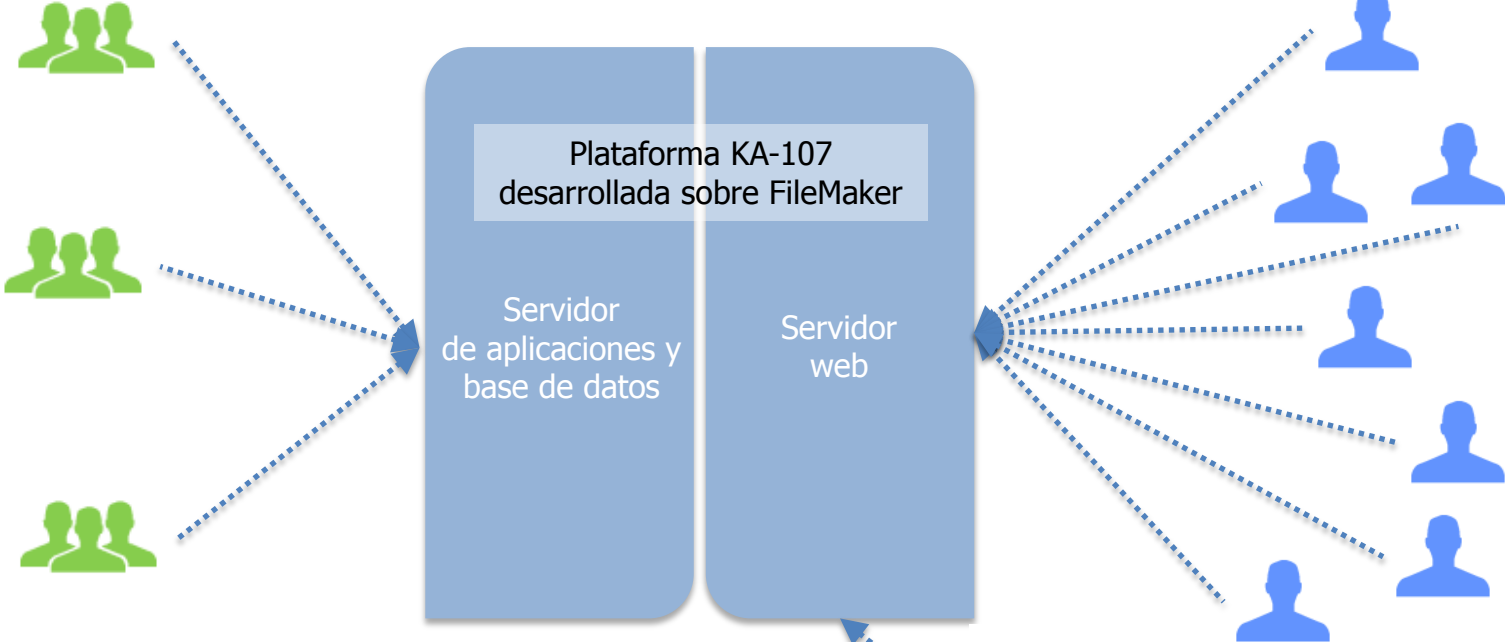 Plataforma KA-107
desarrollada sobre FileMaker
Servidor
de aplicaciones y
base de datos
Servidor
web